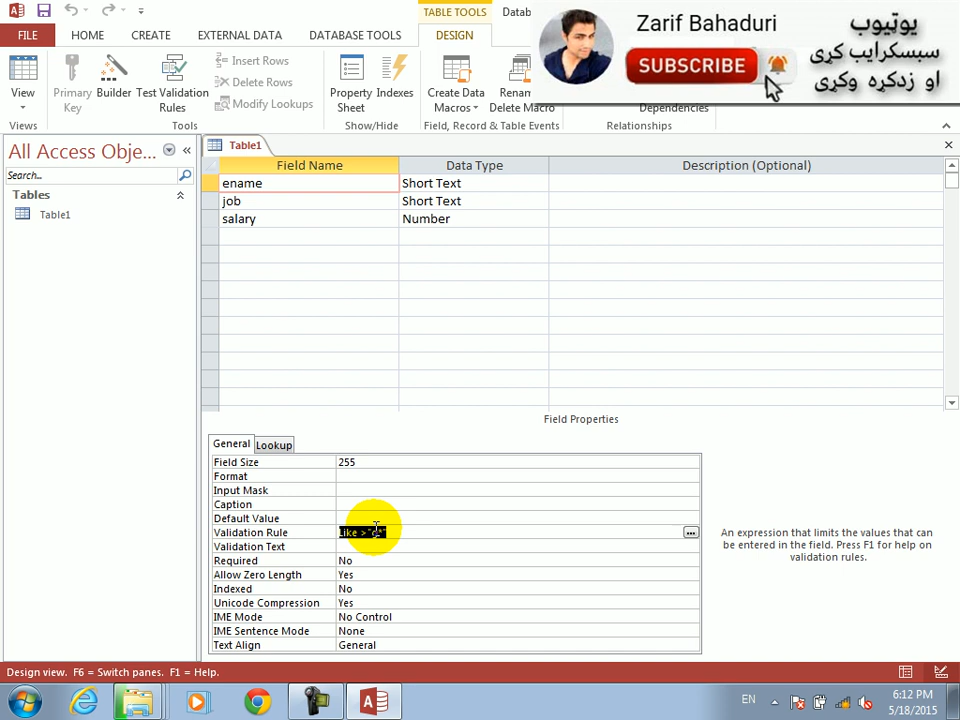 TABLE TOOLS
Datab
FILE
HOME
CREATE
EXTERNAL DATA
DATABASE TOOLS
DESIGN
Zarif Bahaduri
SUBSCRIBE
یوټیوب
سبسکرایب کړی
او زدکړه وکړی
View
Primary Key
Builder
Test Validation Rules
Insert Rows
Delete Rows
Modify Lookups
Property Sheet
Indexes
Create Data Macros
Renam
Delete Macro
Dependencies
Views
Tools
Show/Hide
Field, Record & Table Events
Relationships
All Access Obje...
Search...
Tables
Table1
Table1
Field Name Data Type Description (Optional)
ename Short Text
job Short Text
salary Number
Field Properties
General Lookup
Field Size 255
Format
Input Mask
Caption
Default Value
Validation Rule Like >
Validation Text
Required No
Allow Zero Length Yes
Indexed No
Unicode Compression Yes
IME Mode No Control
IME Sentence Mode None
Text Align General
An expression that limits the values that can
be entered in the field. Press F1 for help on
validation rules.
Design view. F6 = Switch panes. F1 = Help.
EN
6:12 PM
5/18/2015